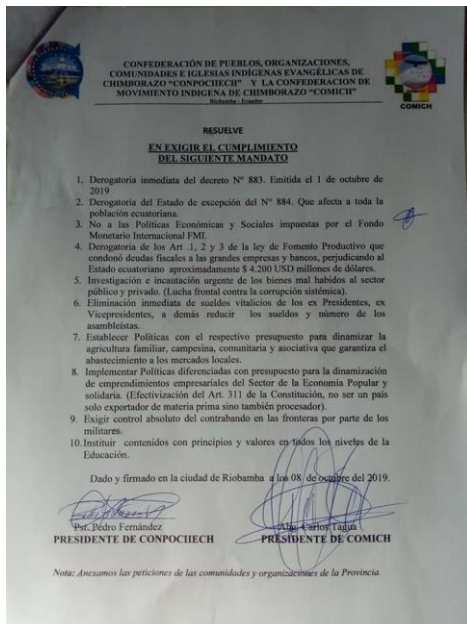 CONFEDERACIÓN DE PUEBLOS, ORGANIZACIONES,
COMUNIDADES E IGLESIAS INDÍGENAS EVANGÉLICAS DE
CHIMBORAZO "CONPOCIIECH" Y LA CONFEDERACION DE
MOVIMIENTO INDIGENA DE CHIMBORAZO "COMICH"
Riobamba - Ecuador
COMICH
RESUELVE
EN EXIGIR EL CUMPLIMIENTO
DEL SIGUIENTE MANDATO
1. Derogatoria inmediata del decreto Nº 883. Emitida el 1 de octubre de
2019
2. Derogatoria del Estado de excepción del Nº 884. Que afecta a toda la
población ecuatoriana.
3. No a las Políticas Económicas y Sociales impuestas por el Fondo
Monetario Internacional FMI.
4. Derogatoria de los Art .1, 2 y 3 de la ley de Fomento Productivo que
condonó deudas fiscales a las grandes empresas y bancos, perjudicando al
Estado ecuatoriano aproximadamente $ 4.200 USD millones de dólares.
5. Investigación e incautación urgente de los bienes mal habidos al sector
público y privado. (Lucha frontal contra la corrupción sistémica).
6. Eliminación inmediata de sueldos vitalicios de los ex Presidentes, ex
Vicepresidentes, a demás reducir los sueldos y número de los
asambleístas.
7. Establecer Políticas con el respectivo presupuesto para dinamizar la
agricultura familiar, campesina, comunitaria y asociativa que garantiza el
abastecimiento a los mercados locales.
8. Implementar Políticas diferenciadas con presupuesto para la dinamización
de emprendimientos empresariales del Sector de la Economía Popular y
solidaria. (Efectivización del Art. 311 de la Constitución, no ser un país
solo exportador de materia prima sino también procesador).
9. Exigir control absoluto del contrabando en las fronteras por parte de los
militares.
10. Instituir contenidos con principios y valores en todos los niveles de la
Educación.
Dado y firmado en la ciudad de Riobamba a los 08 de octubre del 2019.
Pst. Pedro Fernández
Abg. Carlos Tagua
PRESIDENTE DE CONPOCIIECH
PRESIDENTE DE COMICH
Nota: Anexamos las peticiones de las comunidades y organizaciones de la Provincia.